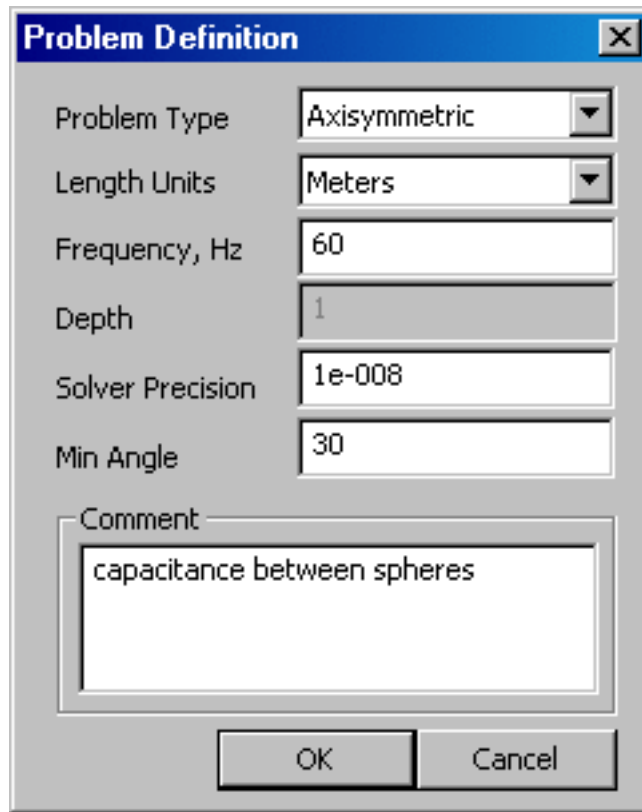 Problem Definition
Problem Type Axisymmetric
Length Units Meters
Frequency, Hz 60
Depth 1
Solver Precision 1e-008
Min Angle 30
Comment
capacitance between spheres
OK Cancel